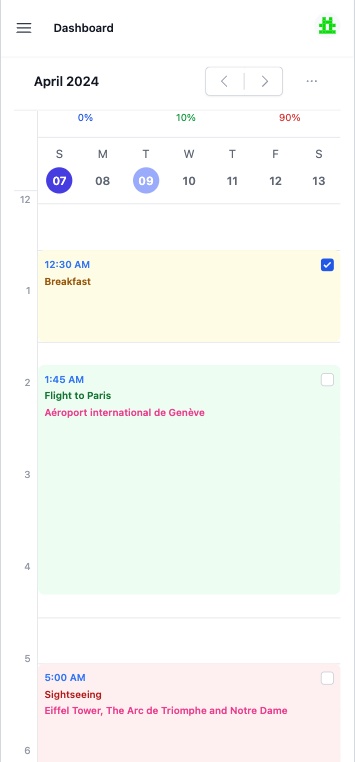 Dashboard
April 2024
...
0% 10% 90%
S M T W T F S
07 08 09 10 11 12 13
12
12:30 AM
Breakfast
1
1:45 AM
2
Flight to Paris
Aéroport international de Genève
3
4
5
5:00 AM
Sightseeing
Eiffel Tower, The Arc de Triomphe and Notre Dame
6